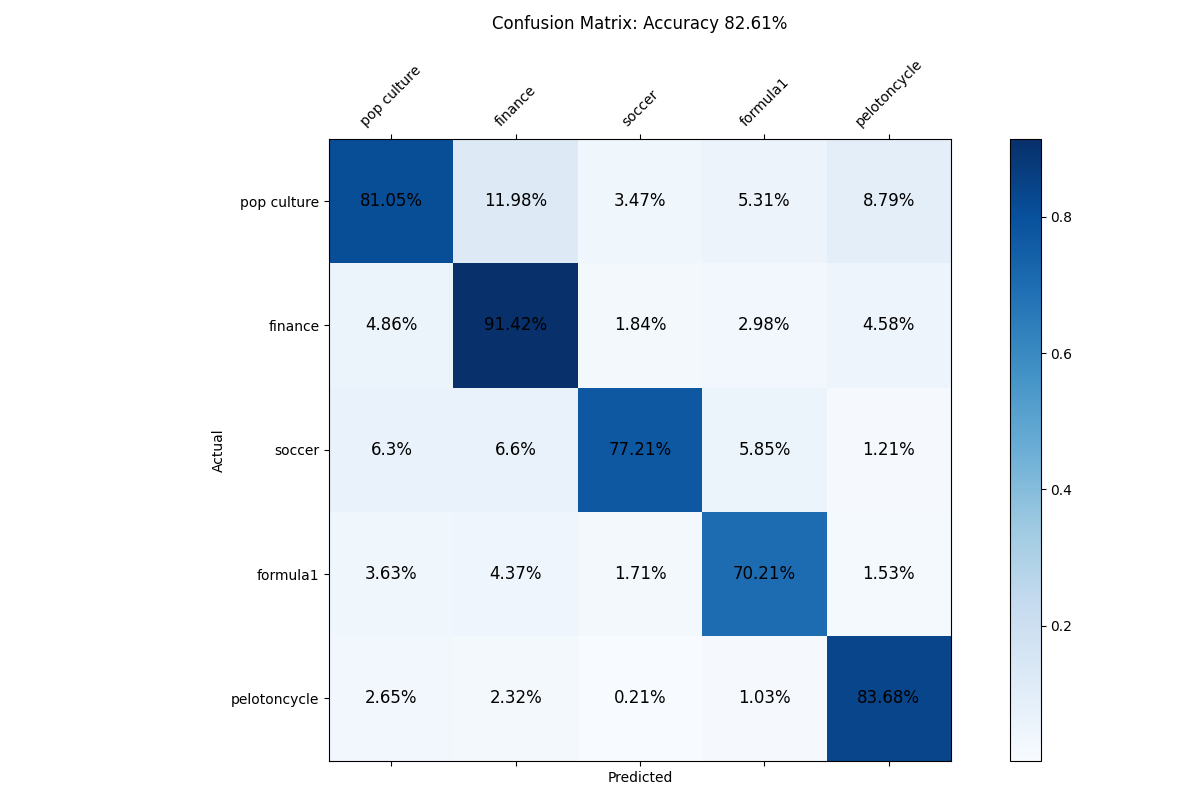 Confusion Matrix: Accuracy 82.61%
pop culture finance soccer formula1 pelotoncycle
pop culture 81.05% 11.98% 3.47% 5.31% 8.79%
0.8
finance 4.86% 91.42% 1.84% 2.98% 4.58%
0.6
Actual
soccer 6.3% 6.6% 77.21% 5.85% 1.21%
0.4
formula1 3.63% 4.37% 1.71% 70.21% 1.53%
0.2
pelotoncycle 2.65% 2.32% 0.21% 1.03% 83.68%
Predicted